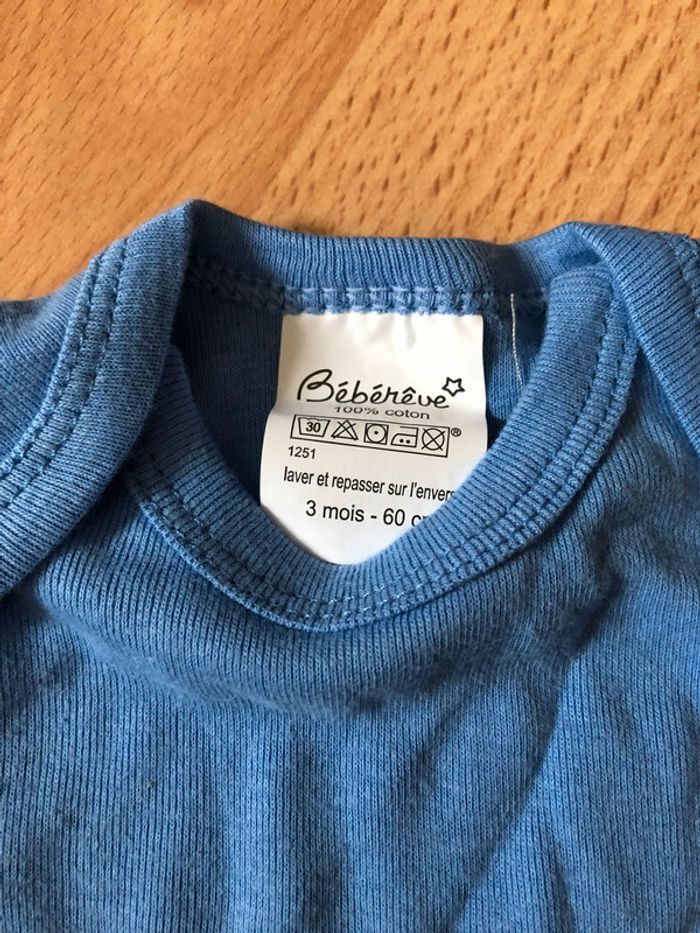 Bébérêve
100% coton
30 ®
1251
laver et repasser sur l'envers
3 mois - 60